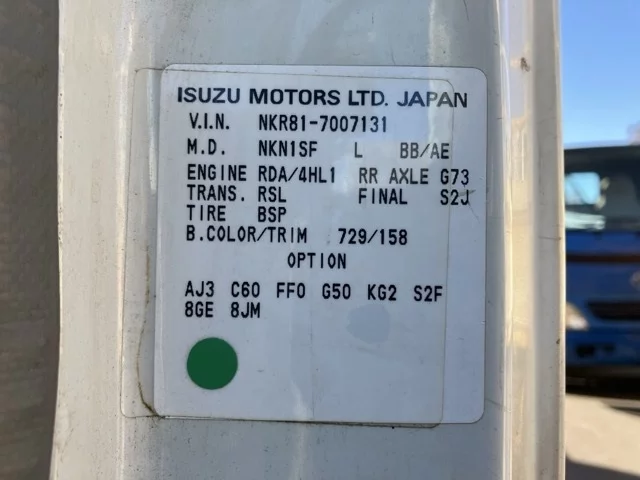 ISUZU MOTORS LTD. JAPAN
V.I.N. NKR81-7007131
M.D. NKN1SF L BB/AE
ENGINE RDA/4HL1 RR AXLE G73
TRANS. RSL FINAL S2J
TIRE BSP
B.COLOR/TRIM 729/158
OPTION
AJ3 C60 FF0 G50 KG2 S2F
8GE 8JM